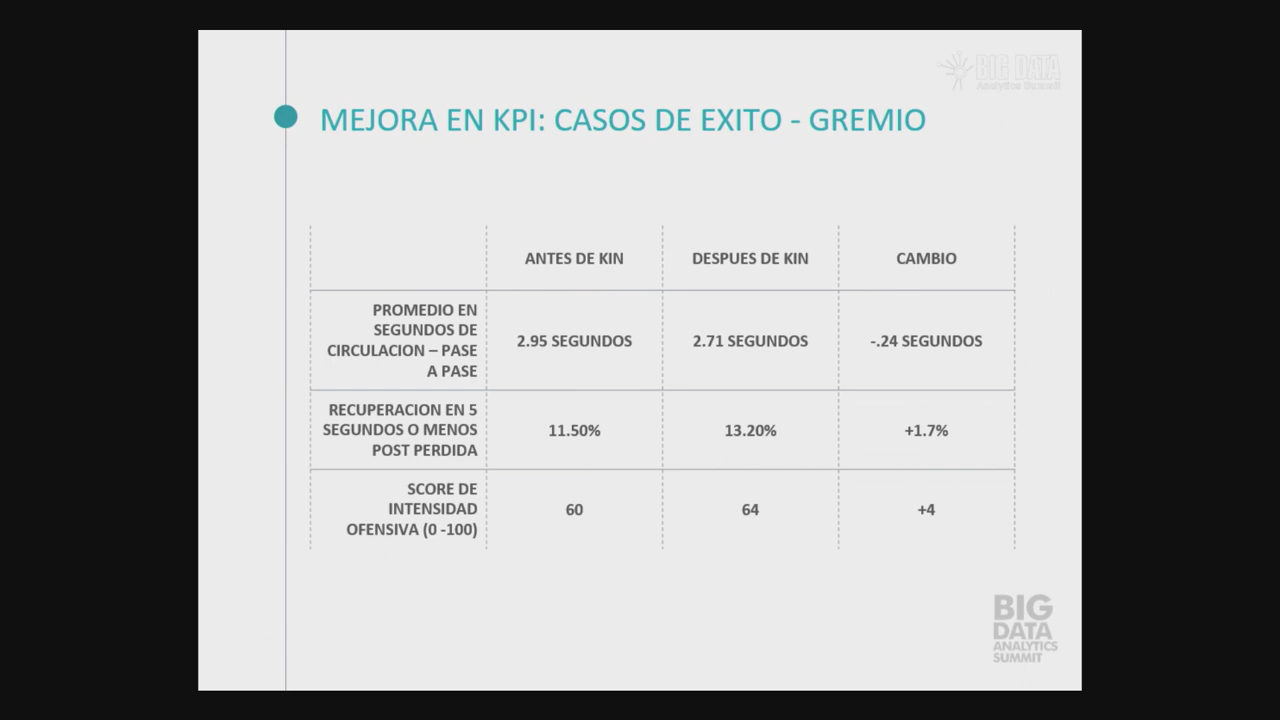 BIG DATA
Analytics Summit
MEJORA EN KPI: CASOS DE EXITO - GREMIO
ANTES DE KIN
DESPUES DE KIN
CAMBIO
PROMEDIO EN
SEGUNDOS DE
CIRCULACION – PASE
A PASE
2.95 SEGUNDOS
2.71 SEGUNDOS
-.24 SEGUNDOS
RECUPERACION EN 5
SEGUNDOS O MENOS
POST PERDIDA
11.50%
13.20%
+1.7%
SCORE DE
INTENSIDAD
OFENSIVA (0 -100)
60
64
+4
BIG
DATA
ANALYTICS
SUMMIT